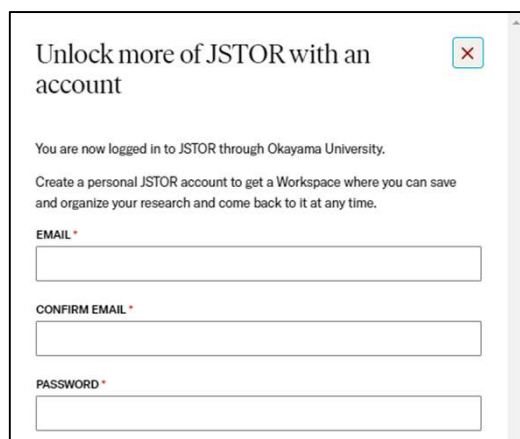 Unlock more of JSTOR with an
account
You are now logged in to JSTOR through Okayama University.
Create a personal JSTOR account to get a Workspace where you can save
and organize your research and come back to it at any time.
EMAIL *
CONFIRM EMAIL *
PASSWORD *